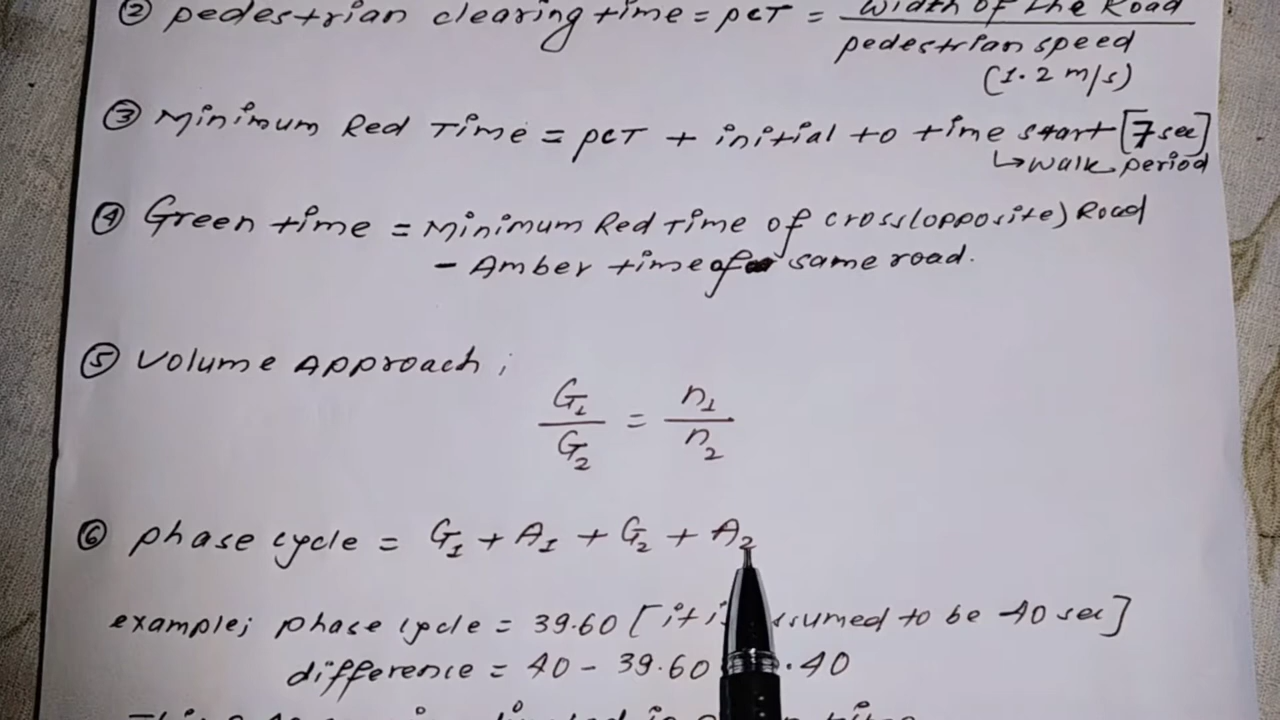 ② pedestrian clearing time = PCT = width of the Road
pedestrian speed
(1.2 m/s)
③ Minimum Red Time = PCT + initial to time start [7 sec]
↳ walk period
④ Green time = Minimum Red Time of cross(opposite) Road
- Amber time of same road.
⑤ Volume Approach;
G₁/G₂ = n₁/n₂
⑥ phase cycle = G₁ + A₁ + G₂ + A₂
example; phase cycle = 39.60 [it is assumed to be 40 sec]
difference = 40 - 39.60 .40